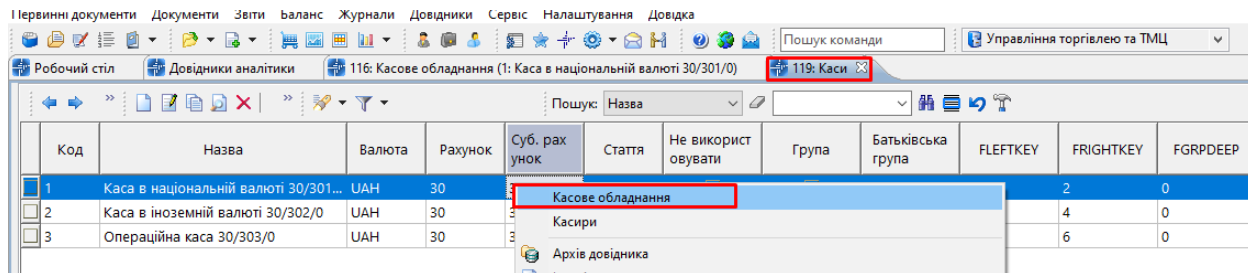 Первинні документи Документи Звіти Баланс Журнали Довідники Сервіс Налаштування Довідка
Пошук команди Управління торгівлею та ТМЦ
Робочий стіл Довідники аналітики 116: Касове обладнання (1: Каса в національній валюті 30/301/0) 119: Каси
Пошук: Назва
Код Назва Валюта Рахунок Суб. рах унок Стаття Не використ овувати Група Батьківська група FLEFTKEY FRIGHTKEY FGRPDEEP
1 Каса в національній валюті 30/301... UAH 30 3 2 0
Касове обладнання
2 Каса в іноземній валюті 30/302/0 UAH 30 3 4 0
Касири
3 Операційна каса 30/303/0 UAH 30 3 6 0
Архів довідника